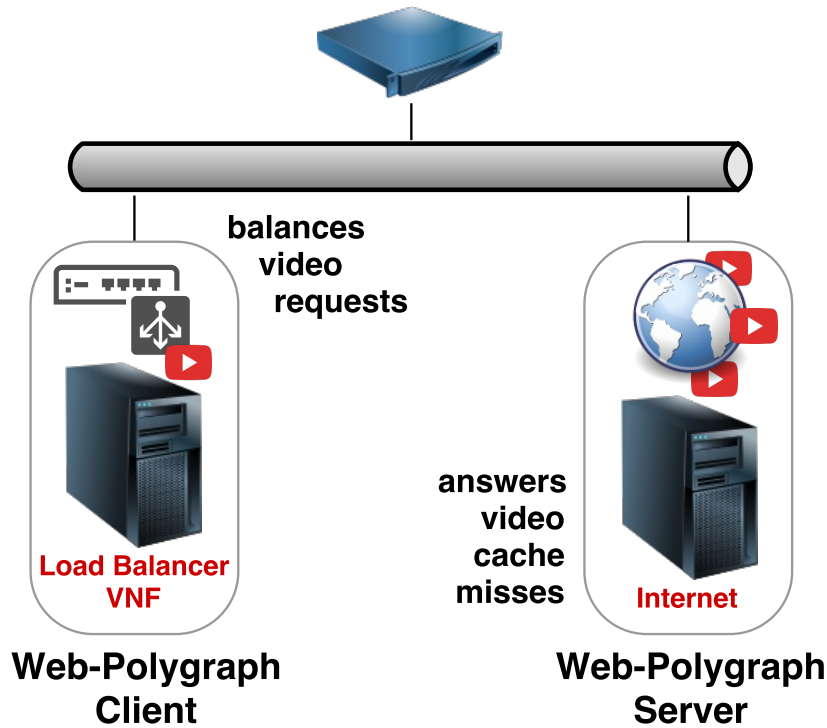 balances
video
requests
Load Balancer
VNF
Web-Polygraph
Client
answers
video
cache
misses
Internet
Web-Polygraph
Server